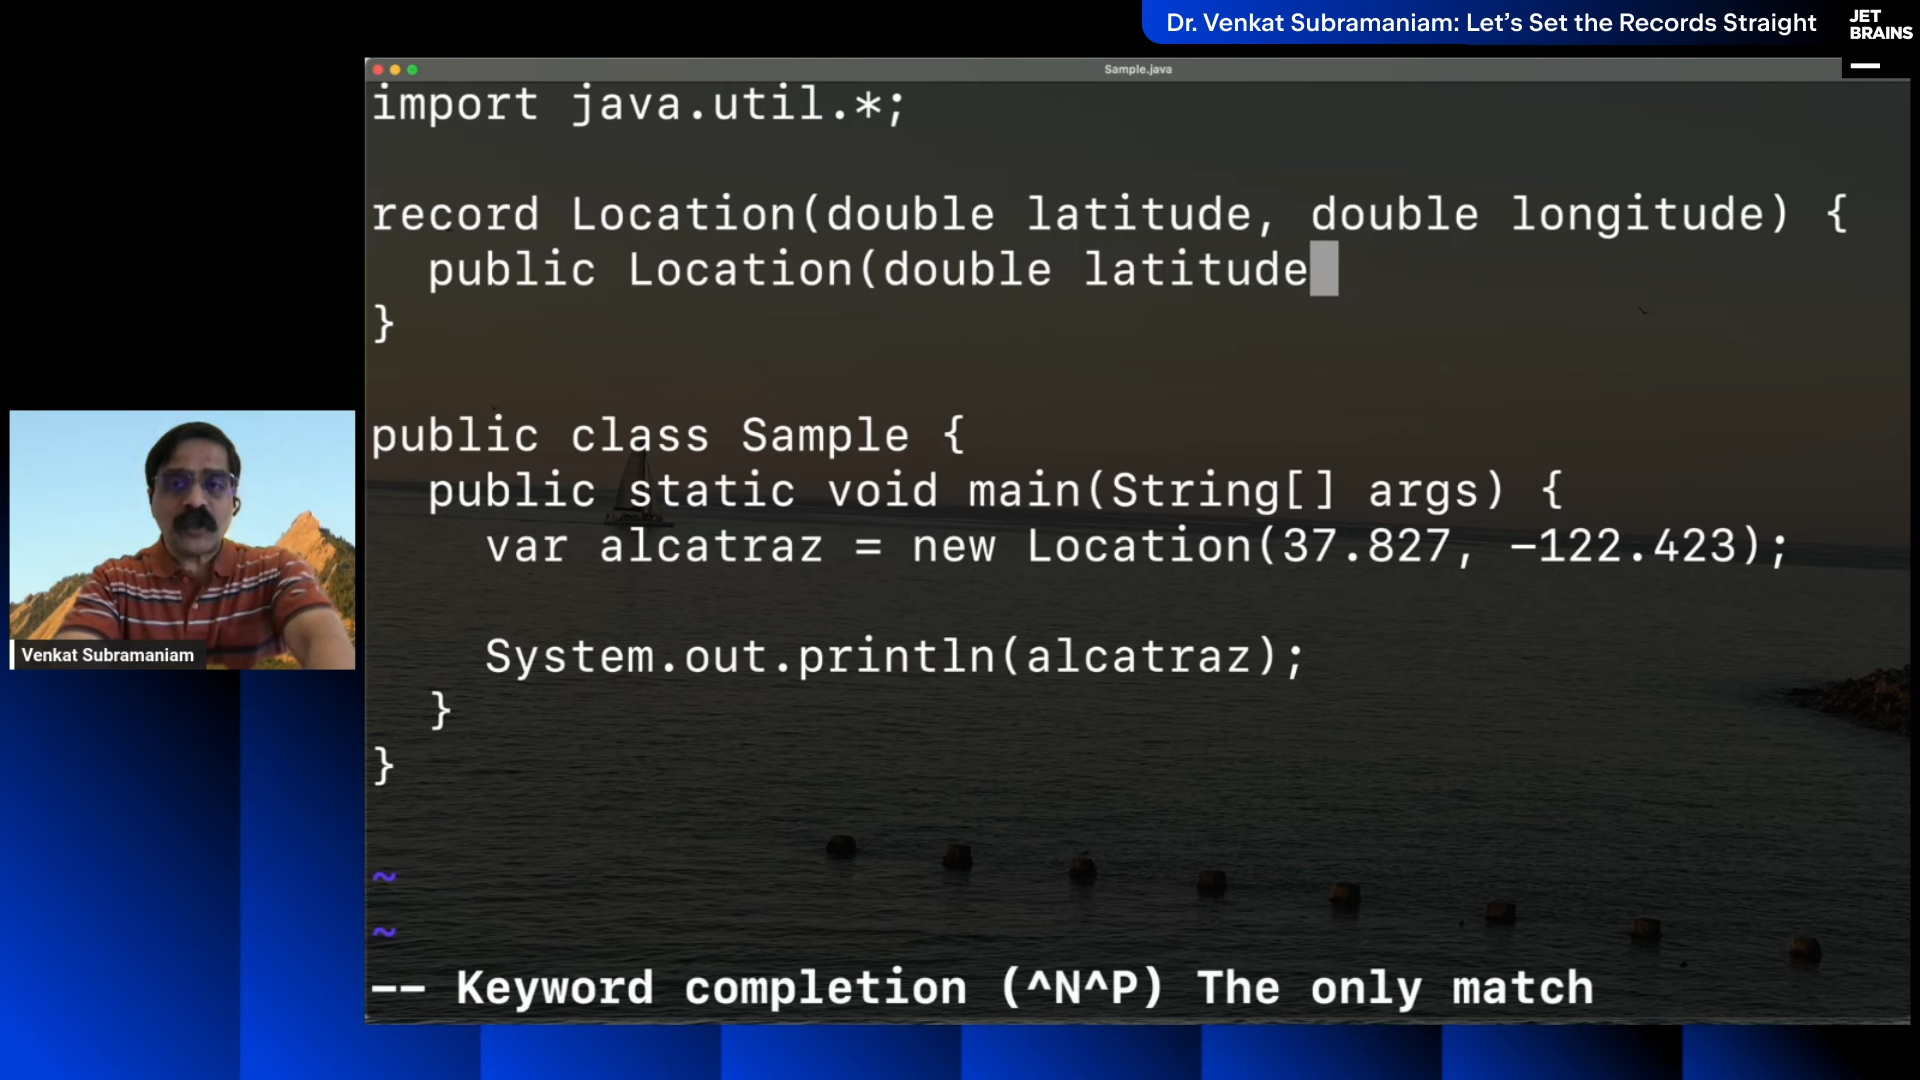 Dr. Venkat Subramaniam: Let’s Set the Records Straight
JET
BRAINS
Sample.java
import java.util.*;
record Location(double latitude, double longitude) {
  public Location(double latitude
}
public class Sample {
  public static void main(String[] args) {
    var alcatraz = new Location(37.827, -122.423);
    System.out.println(alcatraz);
  }
}
~
~
-- Keyword completion (^N^P) The only match
Venkat Subramaniam